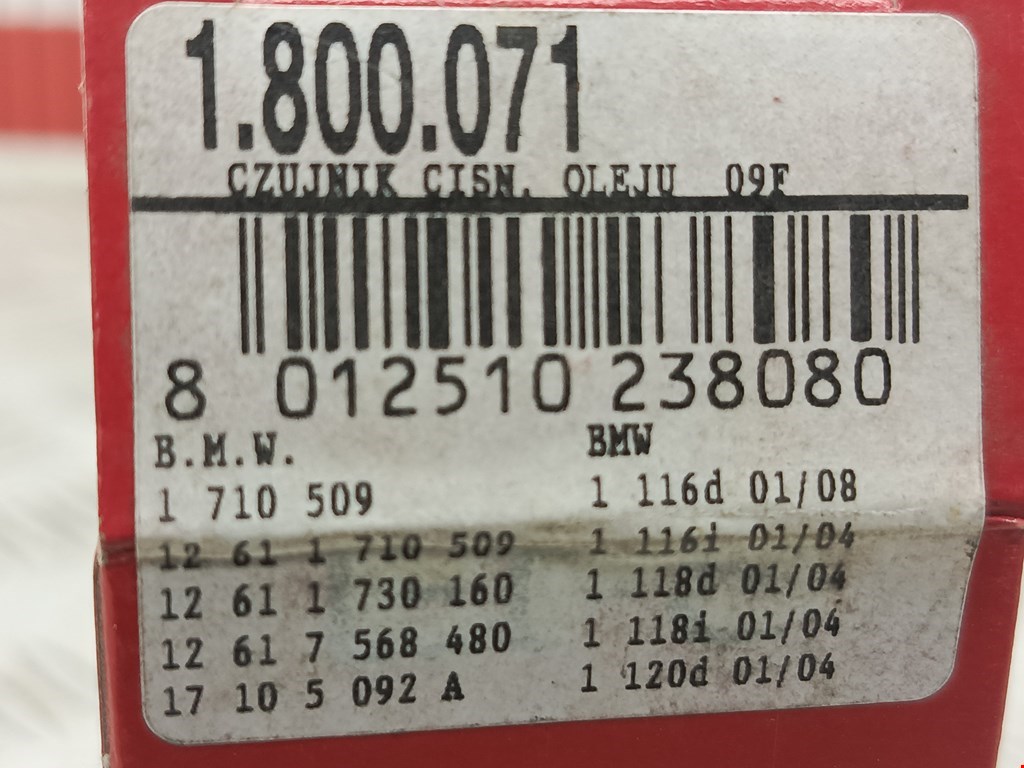 1.800.071
CZUJNIK CISN. OLEJU 09F
8 012510 238080
B.M.W.
1 710 509
12 61 1 710 509
12 61 1 730 160
12 61 7 568 480
17 10 5 092 A
BMW
1 116d 01/08
1 116i 01/04
1 118d 01/04
1 118i 01/04
1 120d 01/04